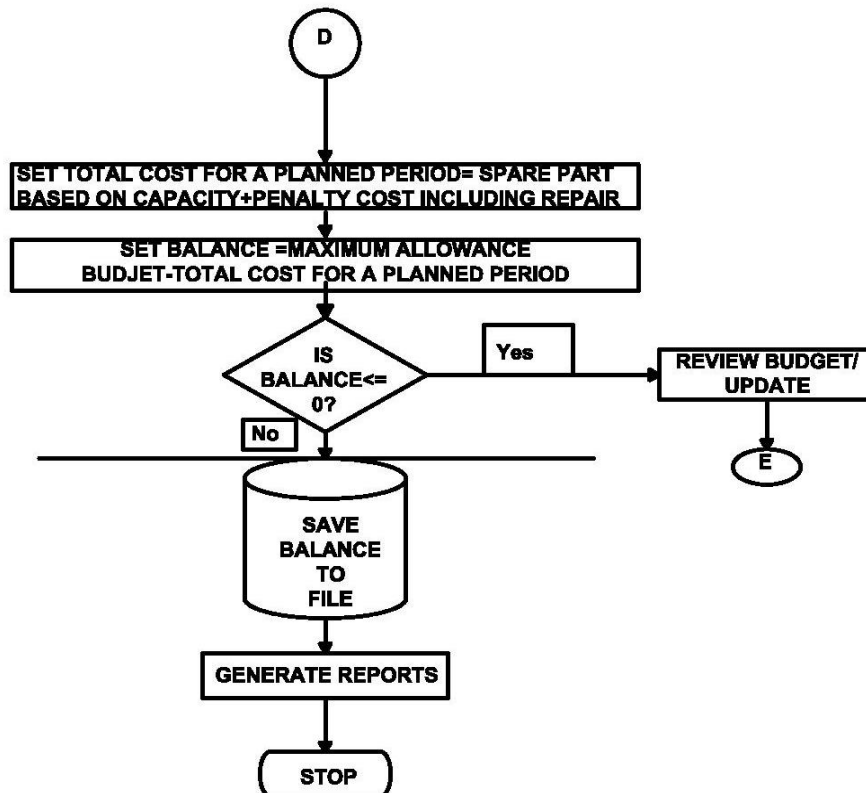 D
SET TOTAL COST FOR A PLANNED PERIOD= SPARE PART
BASED ON CAPACITY+PENALTY COST INCLUDING REPAIR
SET BALANCE =MAXIMUM ALLOWANCE
BUDJET-TOTAL COST FOR A PLANNED PERIOD
IS
BALANCE<=
0?
Yes
REVIEW BUDGET/
UPDATE
No
E
SAVE
BALANCE
TO
FILE
GENERATE REPORTS
STOP